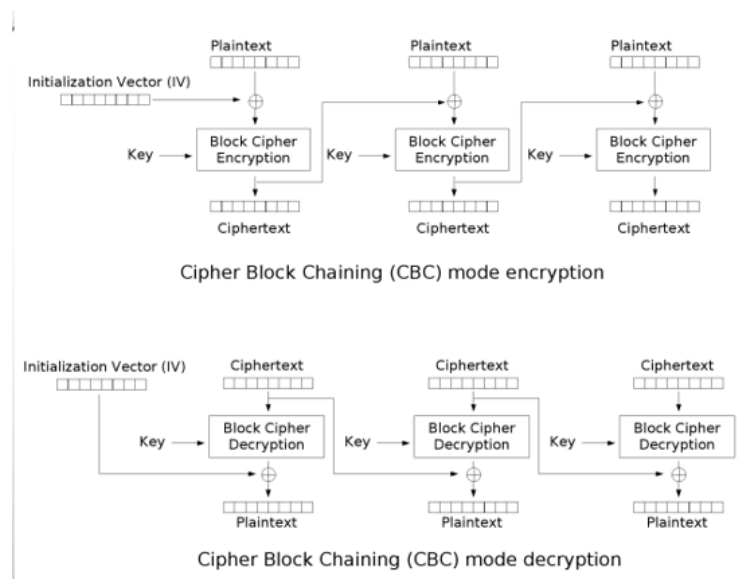 Plaintext Plaintext Plaintext
Initialization Vector (IV)
Key Block Cipher Encryption Key Block Cipher Encryption Key Block Cipher Encryption
Ciphertext Ciphertext Ciphertext
Cipher Block Chaining (CBC) mode encryption
Initialization Vector (IV) Ciphertext Ciphertext Ciphertext
Key Block Cipher Decryption Key Block Cipher Decryption Key Block Cipher Decryption
Plaintext Plaintext Plaintext
Cipher Block Chaining (CBC) mode decryption